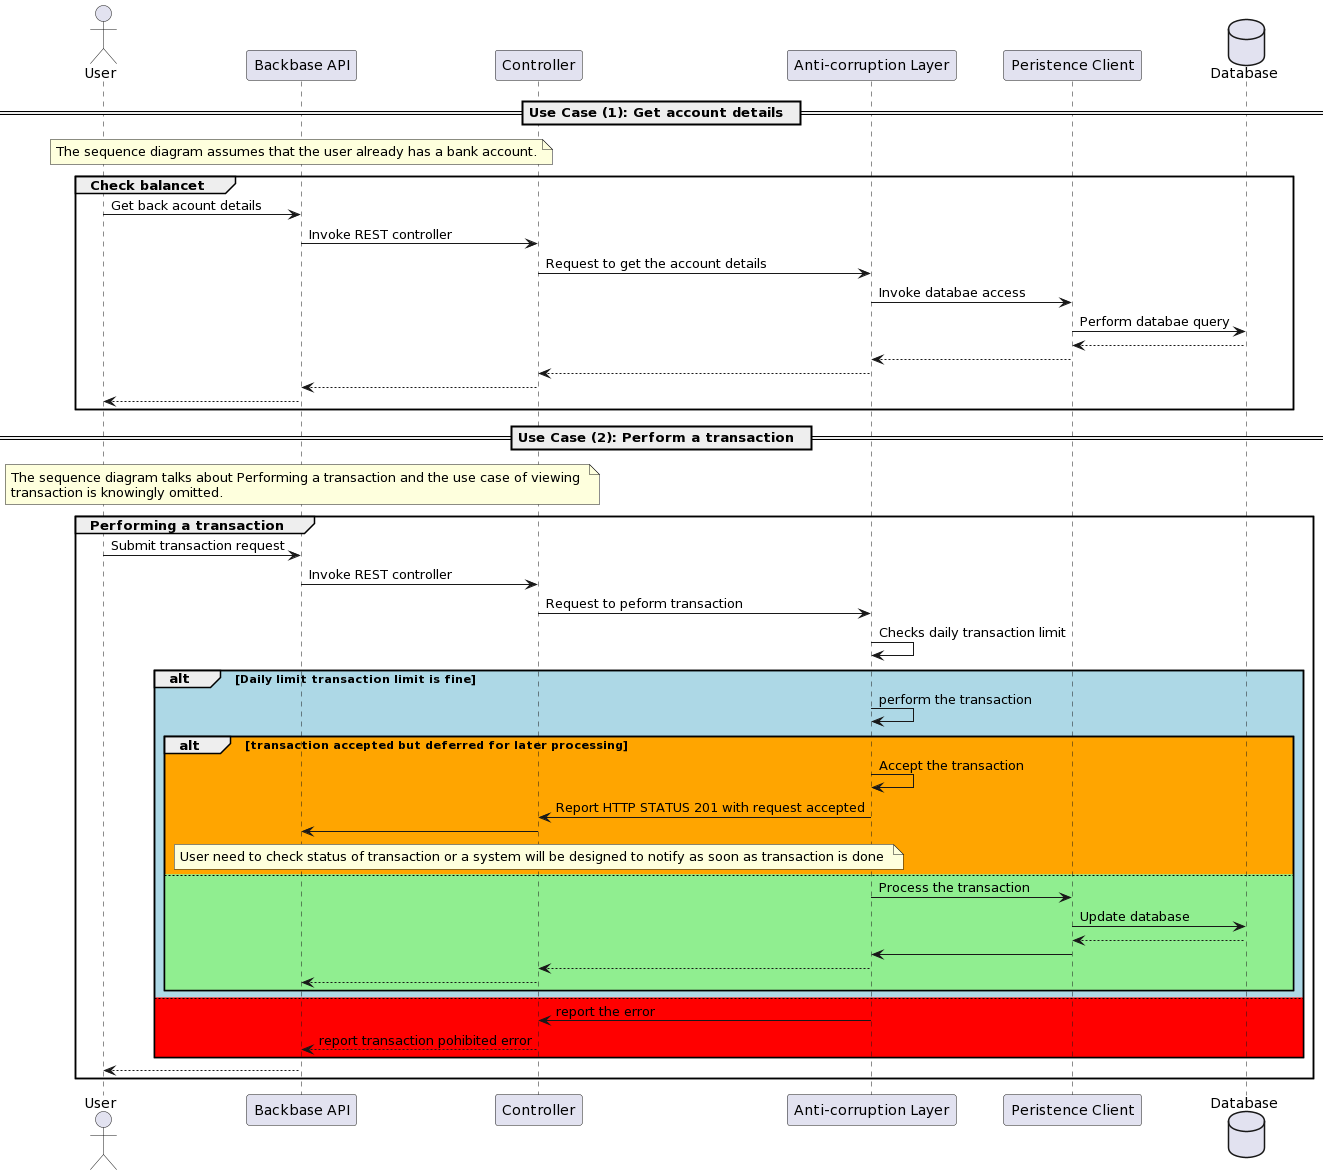 User
Backbase API
Controller
Anti-corruption Layer
Peristence Client
Database
Use Case (1): Get account details
The sequence diagram assumes that the user already has a bank account.
Check balancet
Get back acount details
Invoke REST controller
Request to get the account details
Invoke databae access
Perform databae query
Use Case (2): Perform a transaction
The sequence diagram talks about Performing a transaction and the use case of viewing
transaction is knowingly omitted.
Performing a transaction
Submit transaction request
Invoke REST controller
Request to peform transaction
Checks daily transaction limit
alt
[Daily limit transaction limit is fine]
perform the transaction
alt
[transaction accepted but deferred for later processing]
Accept the transaction
Report HTTP STATUS 201 with request accepted
User need to check status of transaction or a system will be designed to notify as soon as transaction is done
Process the transaction
Update database
report the error
report transaction pohibited error
User
Backbase API
Controller
Anti-corruption Layer
Peristence Client
Database